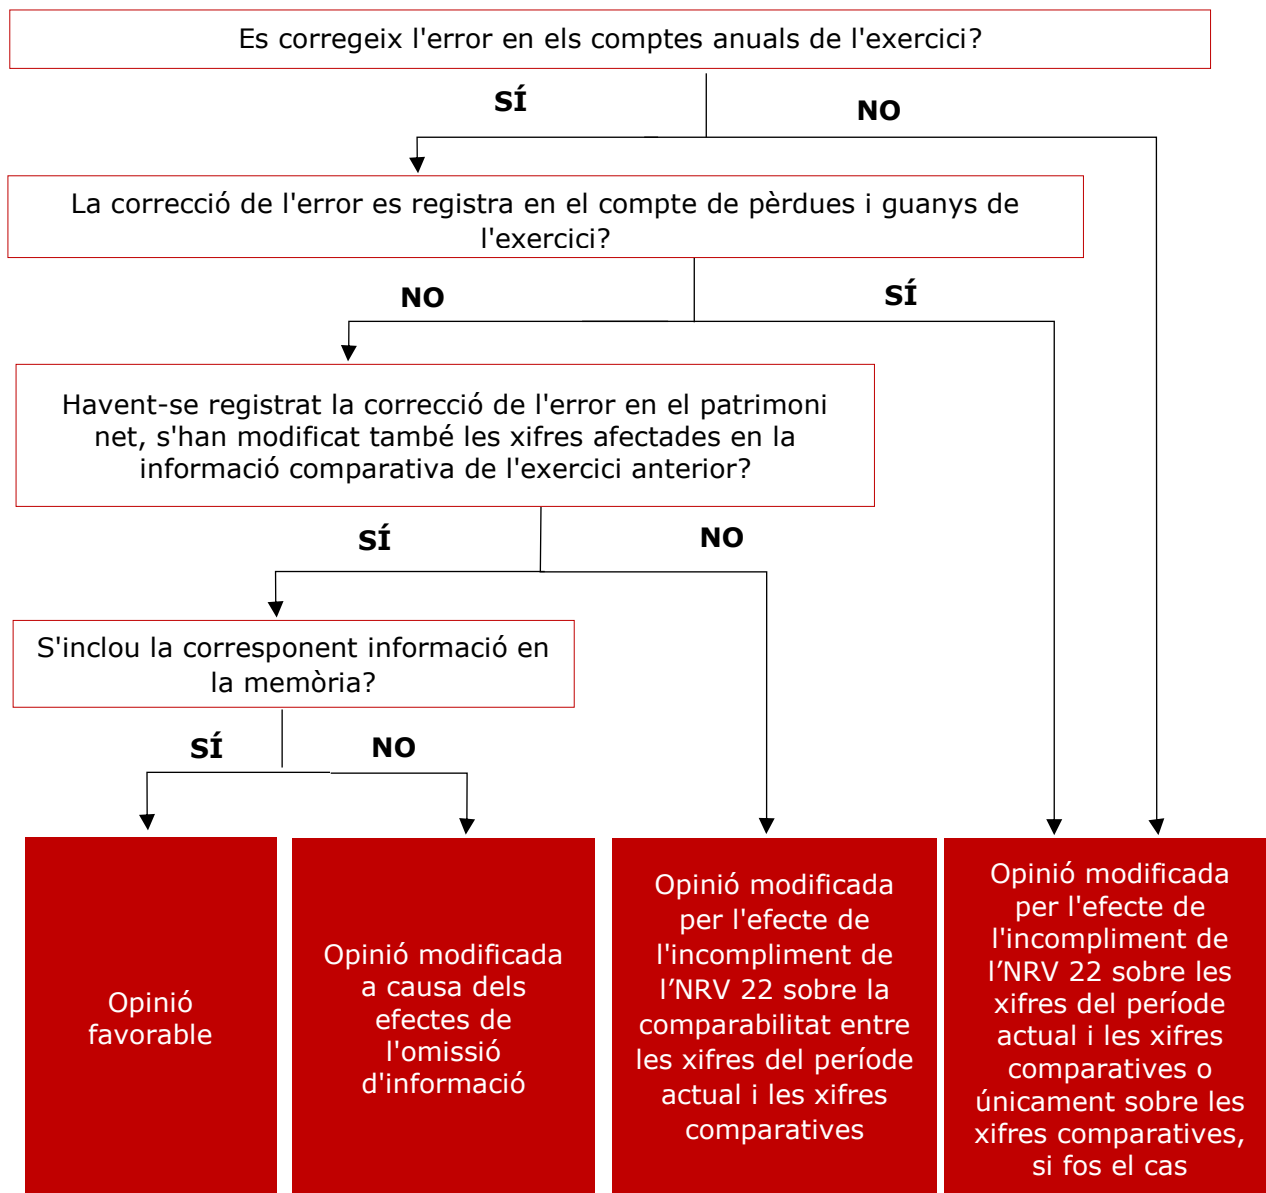 Es corregeix l'error en els comptes anuals de l'exercici?
SÍ
NO
La correcció de l'error es registra en el compte de pèrdues i guanys de
l'exercici?
NO
SÍ
Havent-se registrat la correcció de l'error en el patrimoni
net, s'han modificat també les xifres afectades en la
informació comparativa de l'exercici anterior?
SÍ
NO
S'inclou la corresponent informació en
la memòria?
SÍ
NO
Opinió
favorable
Opinió modificada
a causa dels
efectes de
l'omissió
d'informació
Opinió modificada
per l'efecte de
l'incompliment de
l’NRV 22 sobre la
comparabilitat entre
les xifres del període
actual i les xifres
comparatives
Opinió modificada
per l'efecte de
l'incompliment de
l’NRV 22 sobre les
xifres del període
actual i les xifres
comparatives o
únicament sobre les
xifres comparatives,
si fos el cas